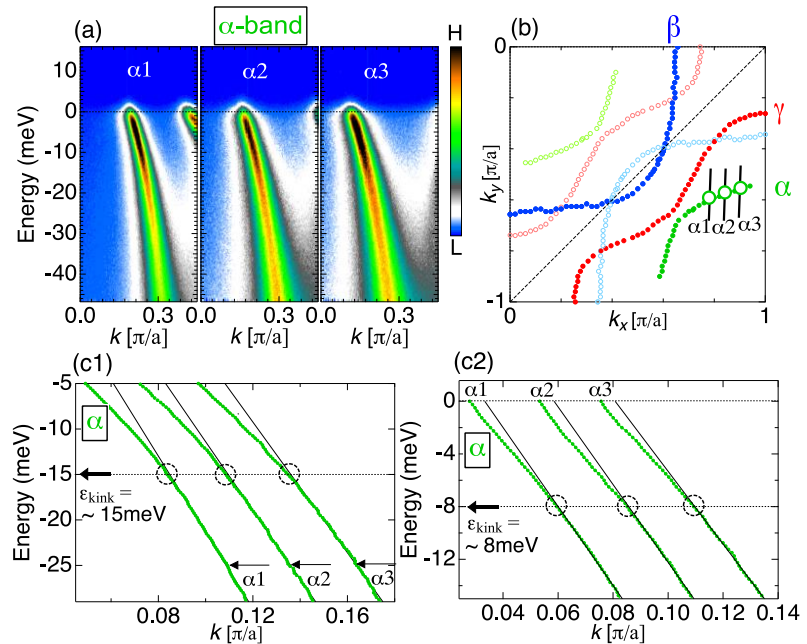 (a)
α-band
α1
α2
α3
H
L
Energy (meV)
0
-10
-20
-30
-40
0.0
0.3
0.0
0.3
0.0
0.3
k [π/a]
k [π/a]
k [π/a]
(b)
β
γ
α
α1 α2 α3
k_y [π/a]
0
-1
0
1
k_x [π/a]
(c1)
α
Energy (meV)
-5
-10
-15
-20
-25
ε_kink =
~ 15meV
α1
α2
α3
0.08
0.12
0.16
k [π/a]
(c2)
α1
α2
α3
α
Energy (meV)
0
-4
-8
-12
ε_kink =
~ 8meV
0.04
0.06
0.08
0.10
0.12
0.14
k [π/a]